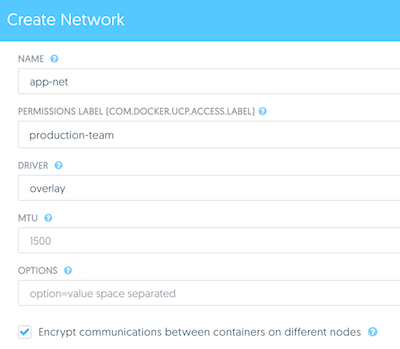 Create Network
NAME ?
app-net
PERMISSIONS LABEL (COM.DOCKER.UCP.ACCESS.LABEL) ?
production-team
DRIVER ?
overlay
MTU ?
1500
OPTIONS ?
option=value space separated
Encrypt communications between containers on different nodes ?